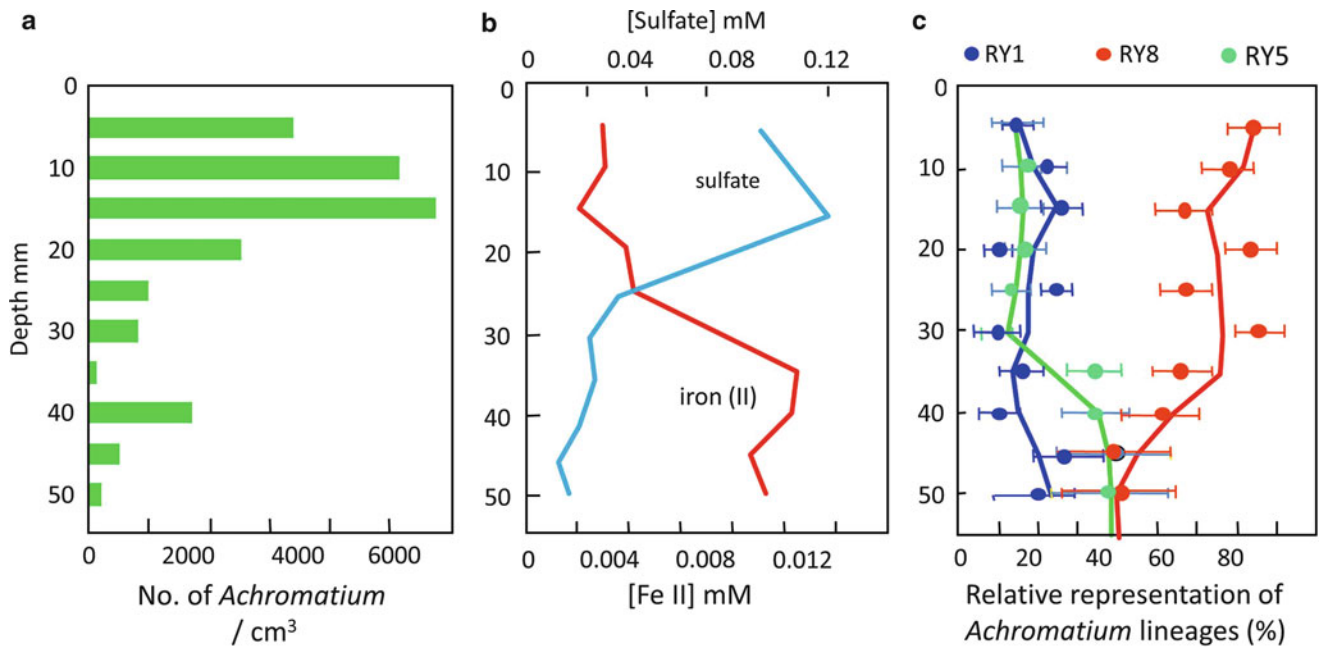 a
0
10
20
30
40
50
Depth mm
0 2000 4000 6000
No. of Achromatium
/ cm³
b
[Sulfate] mM
0 0.04 0.08 0.12
0
10
20
30
40
50
sulfate
iron (II)
0 0.004 0.008 0.012
[Fe II] mM
c
RY1 RY8 RY5
0
10
20
30
40
50
0 20 40 60 80
Relative representation of
Achromatium lineages (%)